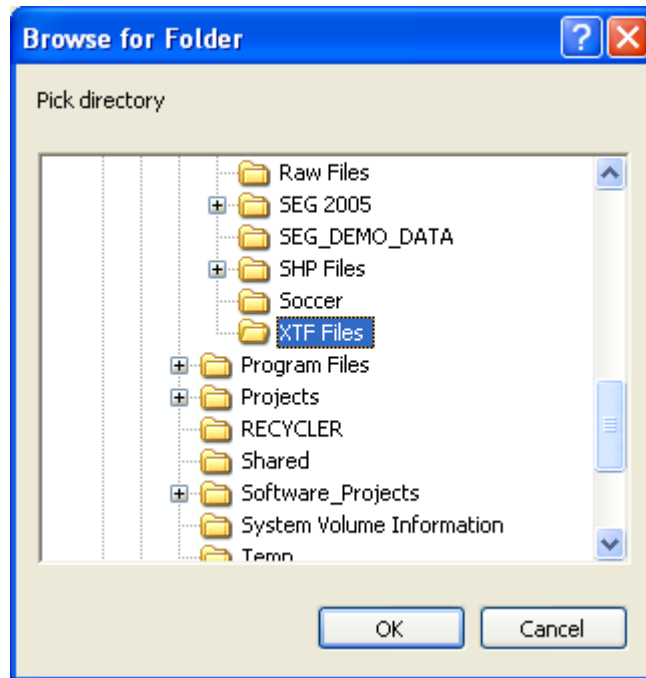 Browse for Folder
Pick directory
Raw Files
SEG 2005
SEG_DEMO_DATA
SHP Files
Soccer
XTF Files
Program Files
Projects
RECYCLER
Shared
Software_Projects
System Volume Information
Temp
OK Cancel